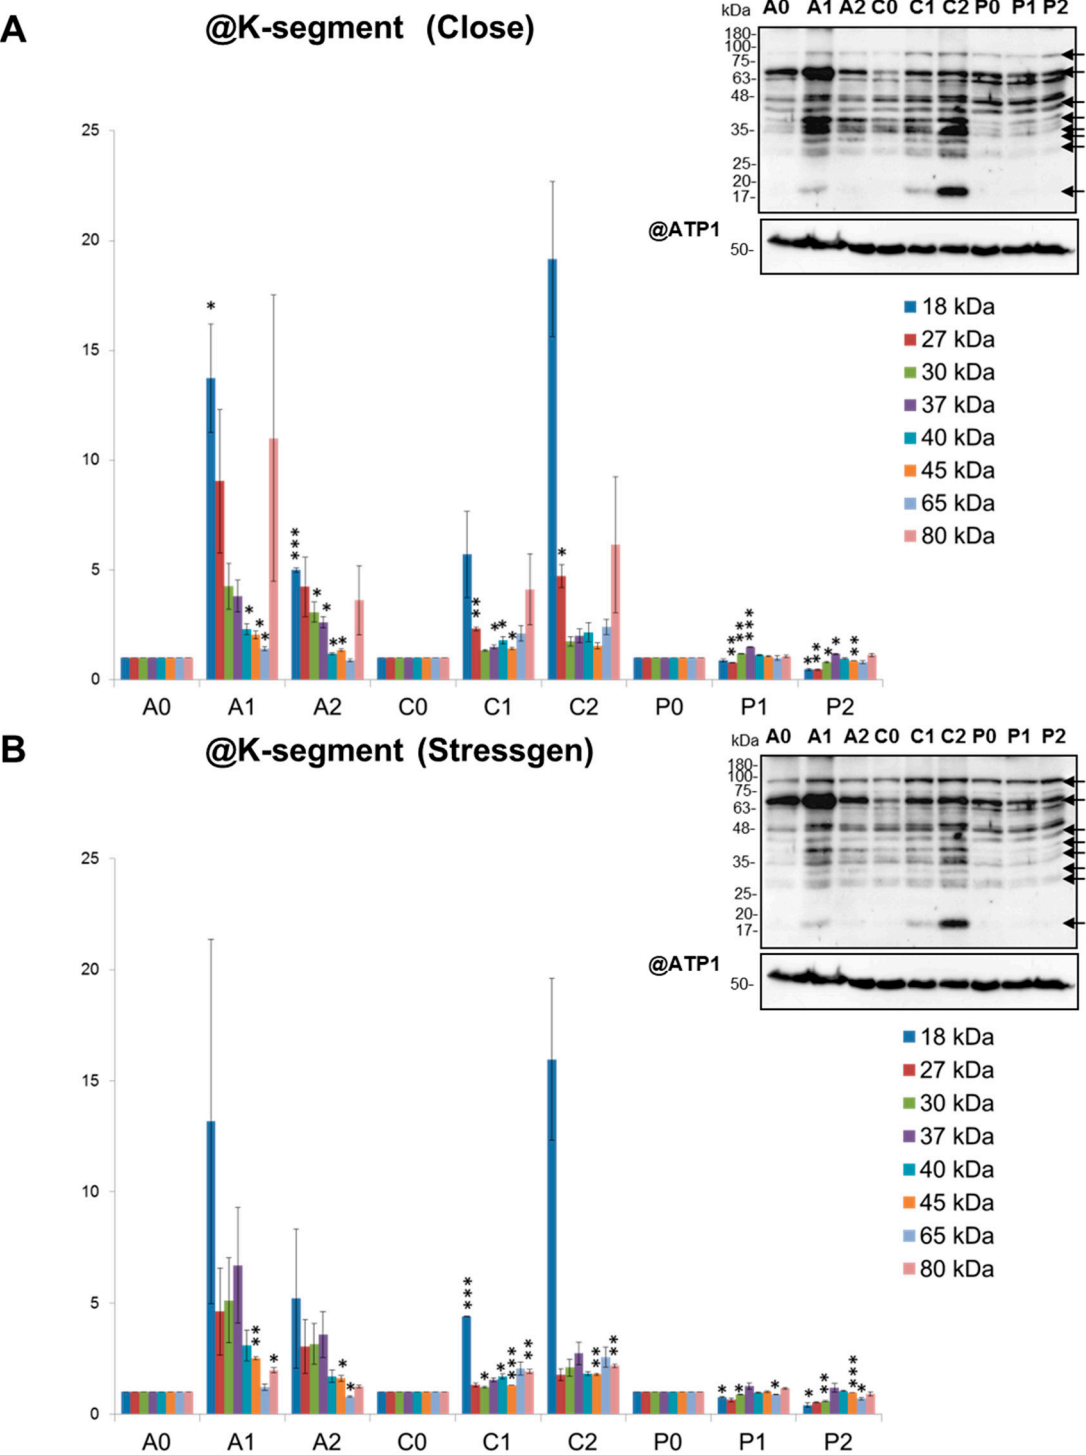 A
@K-segment (Close)
kDa A0 A1 A2 C0 C1 C2 P0 P1 P2
180-
100-
75-
63-
48-
35-
25-
20-
17-
@ATP1
50-
25
20
15
10
5
0
*
***
*
*
*
*
*
*
*
*
*
**
*
*
*
*
**
***
***
*
**
*
*
**
18 kDa
27 kDa
30 kDa
37 kDa
40 kDa
45 kDa
65 kDa
80 kDa
A0 A1 A2 C0 C1 C2 P0 P1 P2
B
@K-segment (Stressgen)
kDa A0 A1 A2 C0 C1 C2 P0 P1 P2
180-
100-
75-
63-
48-
35-
25-
20-
17-
@ATP1
50-
25
20
15
10
5
0
**
*
*
*
***
*
*
***
**
**
**
*
*
*
*
**
***
*
18 kDa
27 kDa
30 kDa
37 kDa
40 kDa
45 kDa
65 kDa
80 kDa
A0 A1 A2 C0 C1 C2 P0 P1 P2